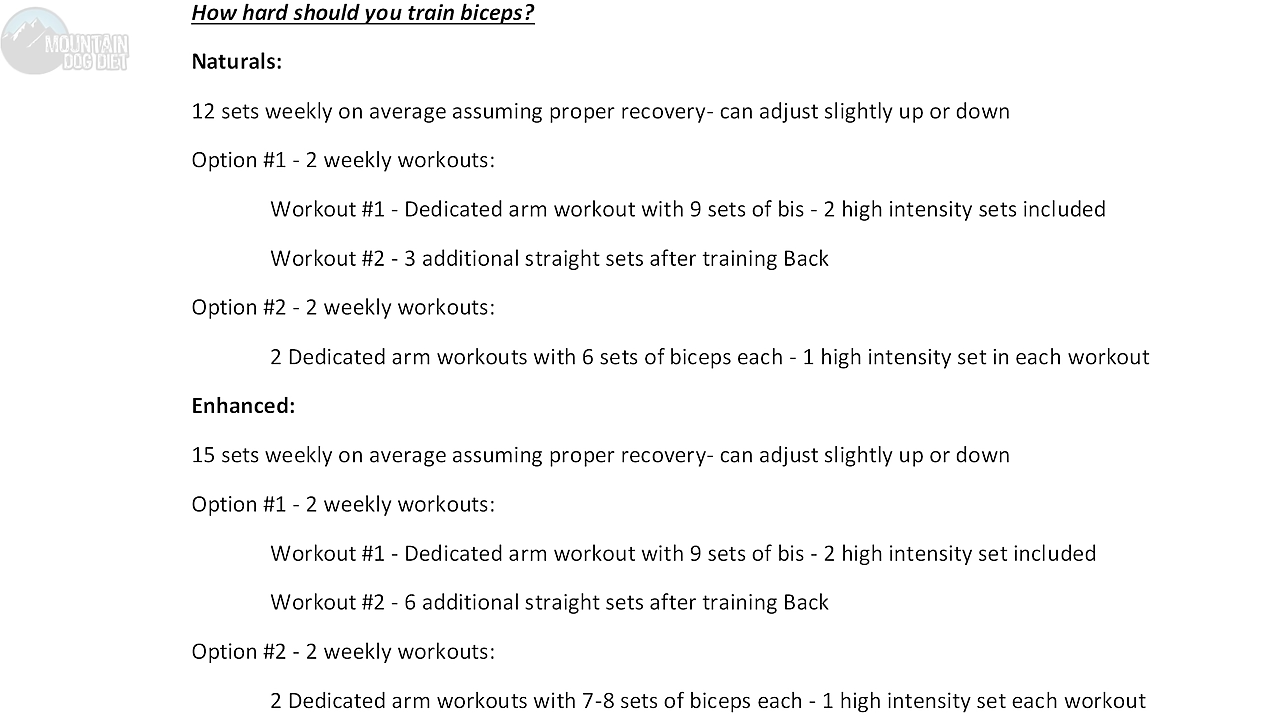 How hard should you train biceps?
MOUNTAIN
DOG DIET
Naturals:
12 sets weekly on average assuming proper recovery- can adjust slightly up or down
Option #1 - 2 weekly workouts:
Workout #1 - Dedicated arm workout with 9 sets of bis - 2 high intensity sets included
Workout #2 - 3 additional straight sets after training Back
Option #2 - 2 weekly workouts:
2 Dedicated arm workouts with 6 sets of biceps each - 1 high intensity set in each workout
Enhanced:
15 sets weekly on average assuming proper recovery- can adjust slightly up or down
Option #1 - 2 weekly workouts:
Workout #1 - Dedicated arm workout with 9 sets of bis - 2 high intensity set included
Workout #2 - 6 additional straight sets after training Back
Option #2 - 2 weekly workouts:
2 Dedicated arm workouts with 7-8 sets of biceps each - 1 high intensity set each workout